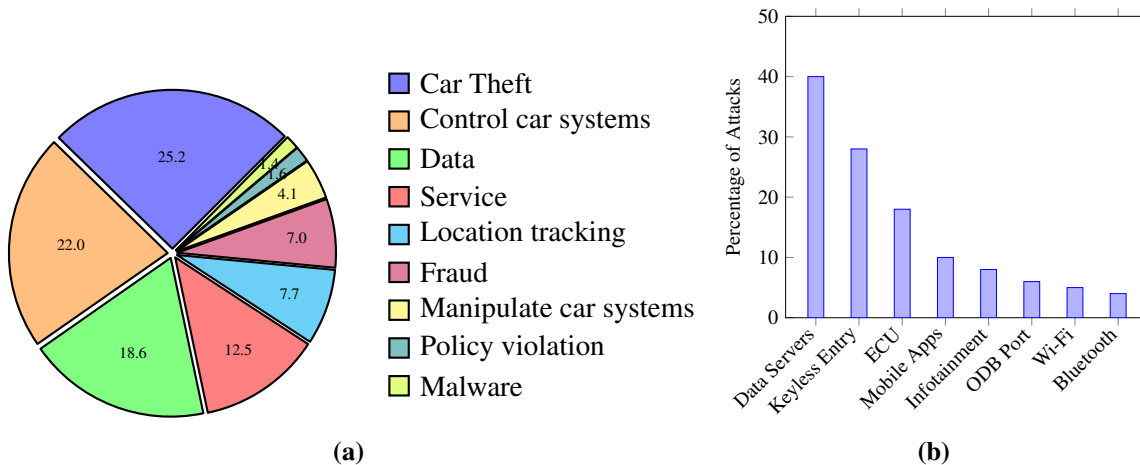 25.2
22.0
18.6
12.5
7.7
7.0
4.1
1.6
1.4
Car Theft
Control car systems
Data
Service
Location tracking
Fraud
Manipulate car systems
Policy violation
Malware
(a)
Percentage of Attacks
50
40
30
20
10
0
Data Servers
Keyless Entry
ECU
Mobile Apps
Infotainment
ODB Port
Wi-Fi
Bluetooth
(b)